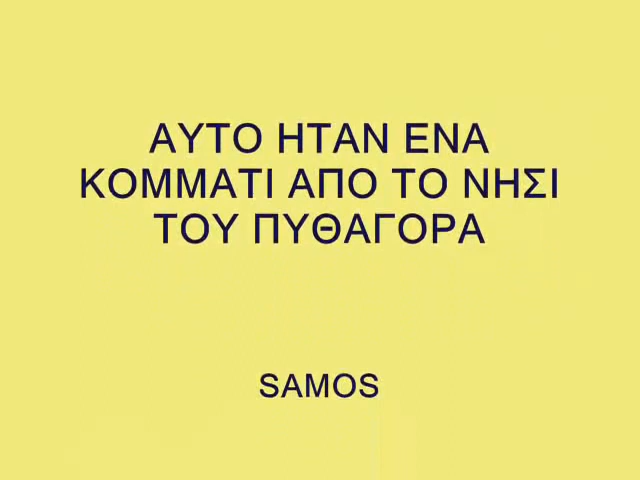 ΑΥΤΟ ΗΤΑΝ ΕΝΑ
ΚΟΜΜΑΤΙ ΑΠΟ ΤΟ ΝΗΣΙ
ΤΟΥ ΠΥΘΑΓΟΡΑ
SAMOS